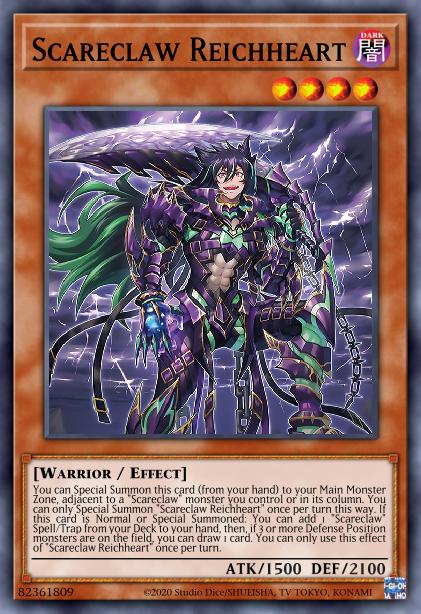 SCARECLAW REICHHEART
DARK
闇
[WARRIOR / EFFECT]
You can Special Summon this card (from your hand) to your Main Monster
Zone, adjacent to a "Scareclaw" monster you control or in its column. You
can only Special Summon "Scareclaw Reichheart" once per turn this way. If
this card is Normal or Special Summoned: You can add 1 "Scareclaw"
Spell/Trap from your Deck to your hand, then, if 3 or more Defense Position
monsters are on the field, you can draw 1 card. You can only use this effect
of "Scareclaw Reichheart" once per turn.
ATK/1500 DEF/2100
82361809 ©2020 Studio Dice/SHUEISHA, TV TOKYO, KONAMI